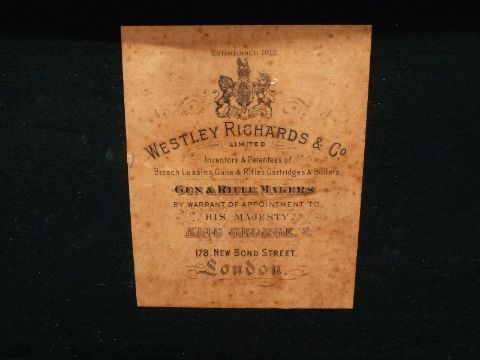 ESTABLISHED 1812
WESTLEY RICHARDS & Co
LIMITED
Inventors & Patentees of
Breech Loading Guns & Rifles, Cartridges & Bullets
GUN & RIFLE MAKERS
BY WARRANT OF APPOINTMENT TO
HIS MAJESTY
KING GEORGE. V.
178, NEW BOND STREET,
London